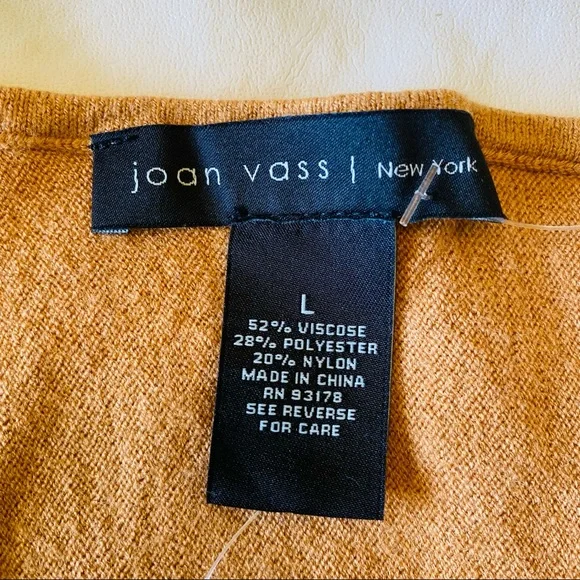 joan vass | New York
L
52% VISCOSE
28% POLYESTER
20% NYLON
MADE IN CHINA
RN 93178
SEE REVERSE
FOR CARE